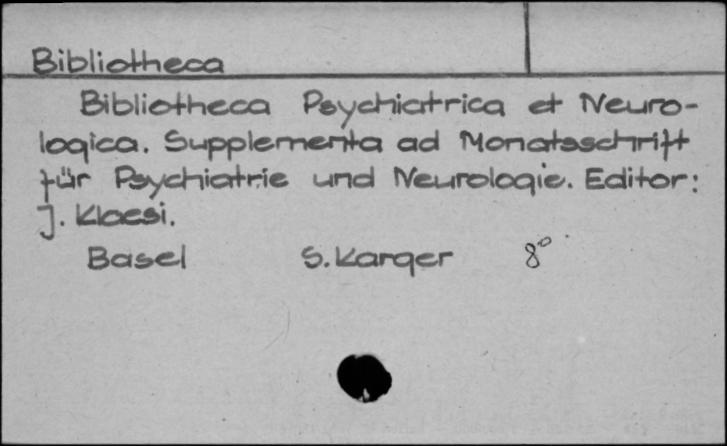 Bibliotheca
Bibliotheca Psychiatrica et Neuro-
logica. Supplementa ad Monatsschrift
für Psychiatrie und Neurologie. Editor:
J. Klaesi.
Basel S. Karger 8°